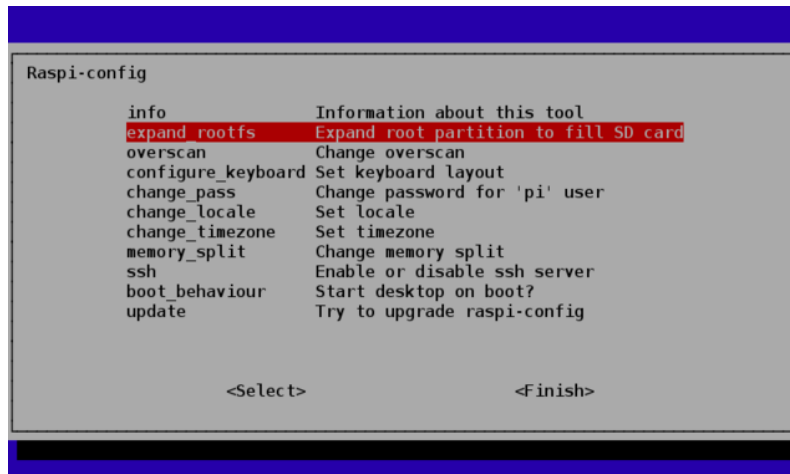 Raspi-config
info Information about this tool
expand_rootfs Expand root partition to fill SD card
overscan Change overscan
configure_keyboard Set keyboard layout
change_pass Change password for 'pi' user
change_locale Set locale
change_timezone Set timezone
memory_split Change memory split
ssh Enable or disable ssh server
boot_behaviour Start desktop on boot?
update Try to upgrade raspi-config
<Select> <Finish>